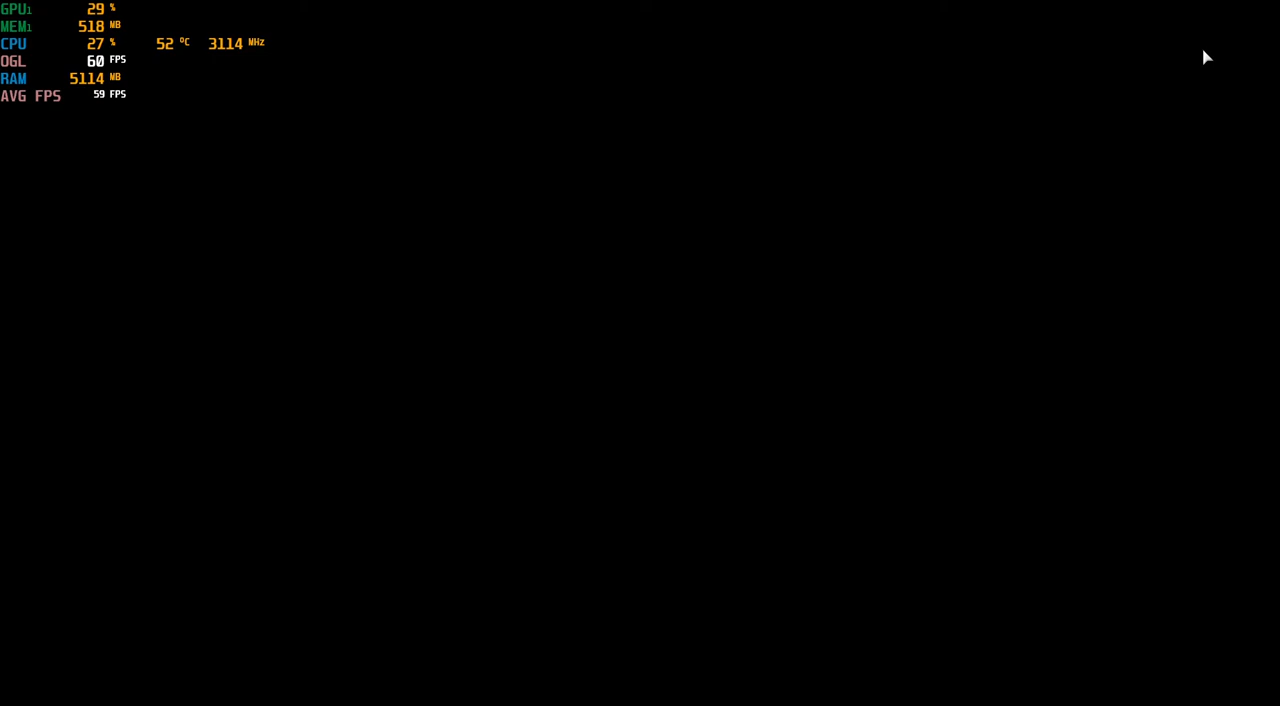 GPU1 29 %
MEM1 518 MB
CPU 27 % 52 °C 3114 MHz
OGL 60 FPS
RAM 5114 MB
AVG FPS 59 FPS